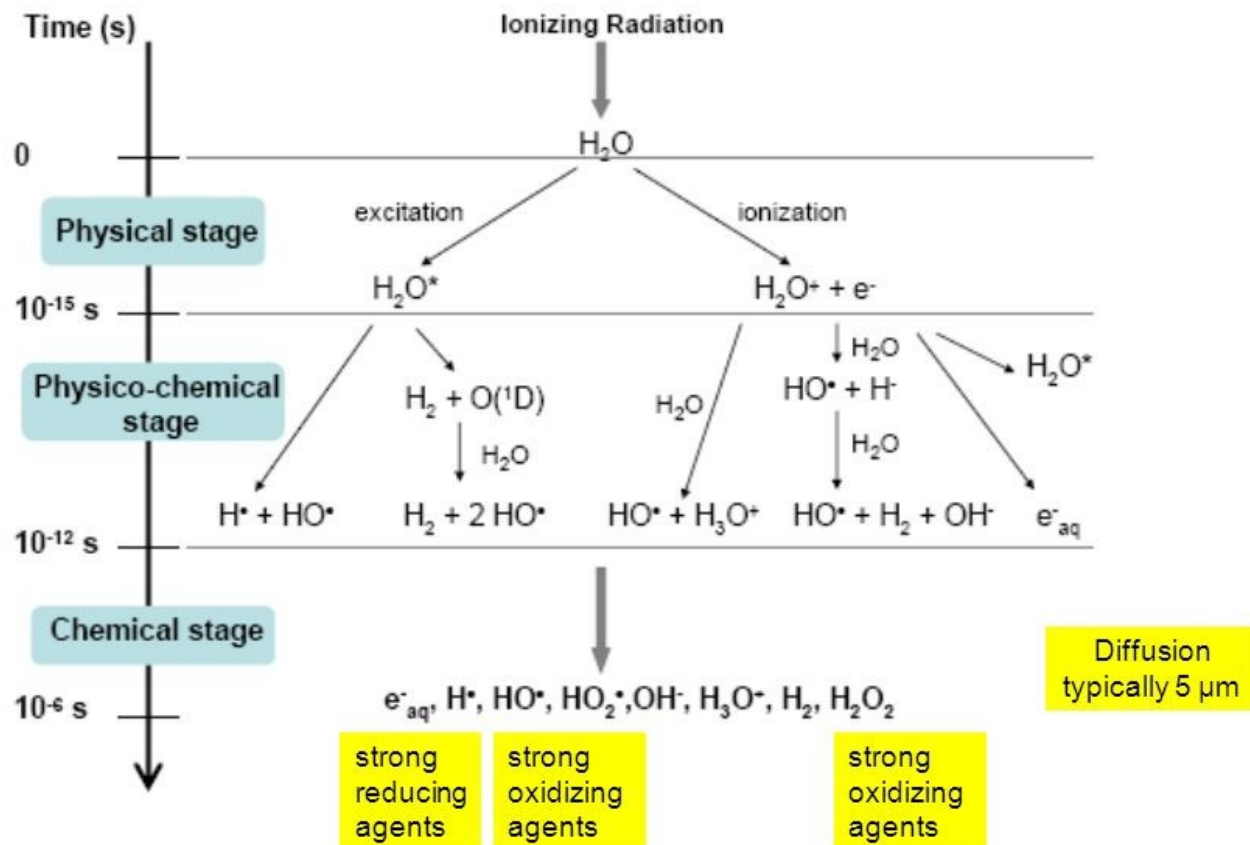 Time (s)
Ionizing Radiation
H₂O
0
excitation
ionization
Physical stage
H₂O*
H₂O⁺ + e⁻
10⁻¹⁵ s
H₂O
H₂O*
Physico-chemical
stage
H₂ + O(¹D)
HO• + H⁻
H₂O
H₂O
H₂O
H• + HO•
H₂ + 2 HO•
HO• + H₃O⁺
HO• + H₂ + OH⁻
e⁻aq
10⁻¹² s
Chemical stage
Diffusion
typically 5 µm
10⁻⁶ s
e⁻aq, H•, HO•, HO₂•,OH⁻, H₃O⁺, H₂, H₂O₂
strong
reducing
agents
strong
oxidizing
agents
strong
oxidizing
agents